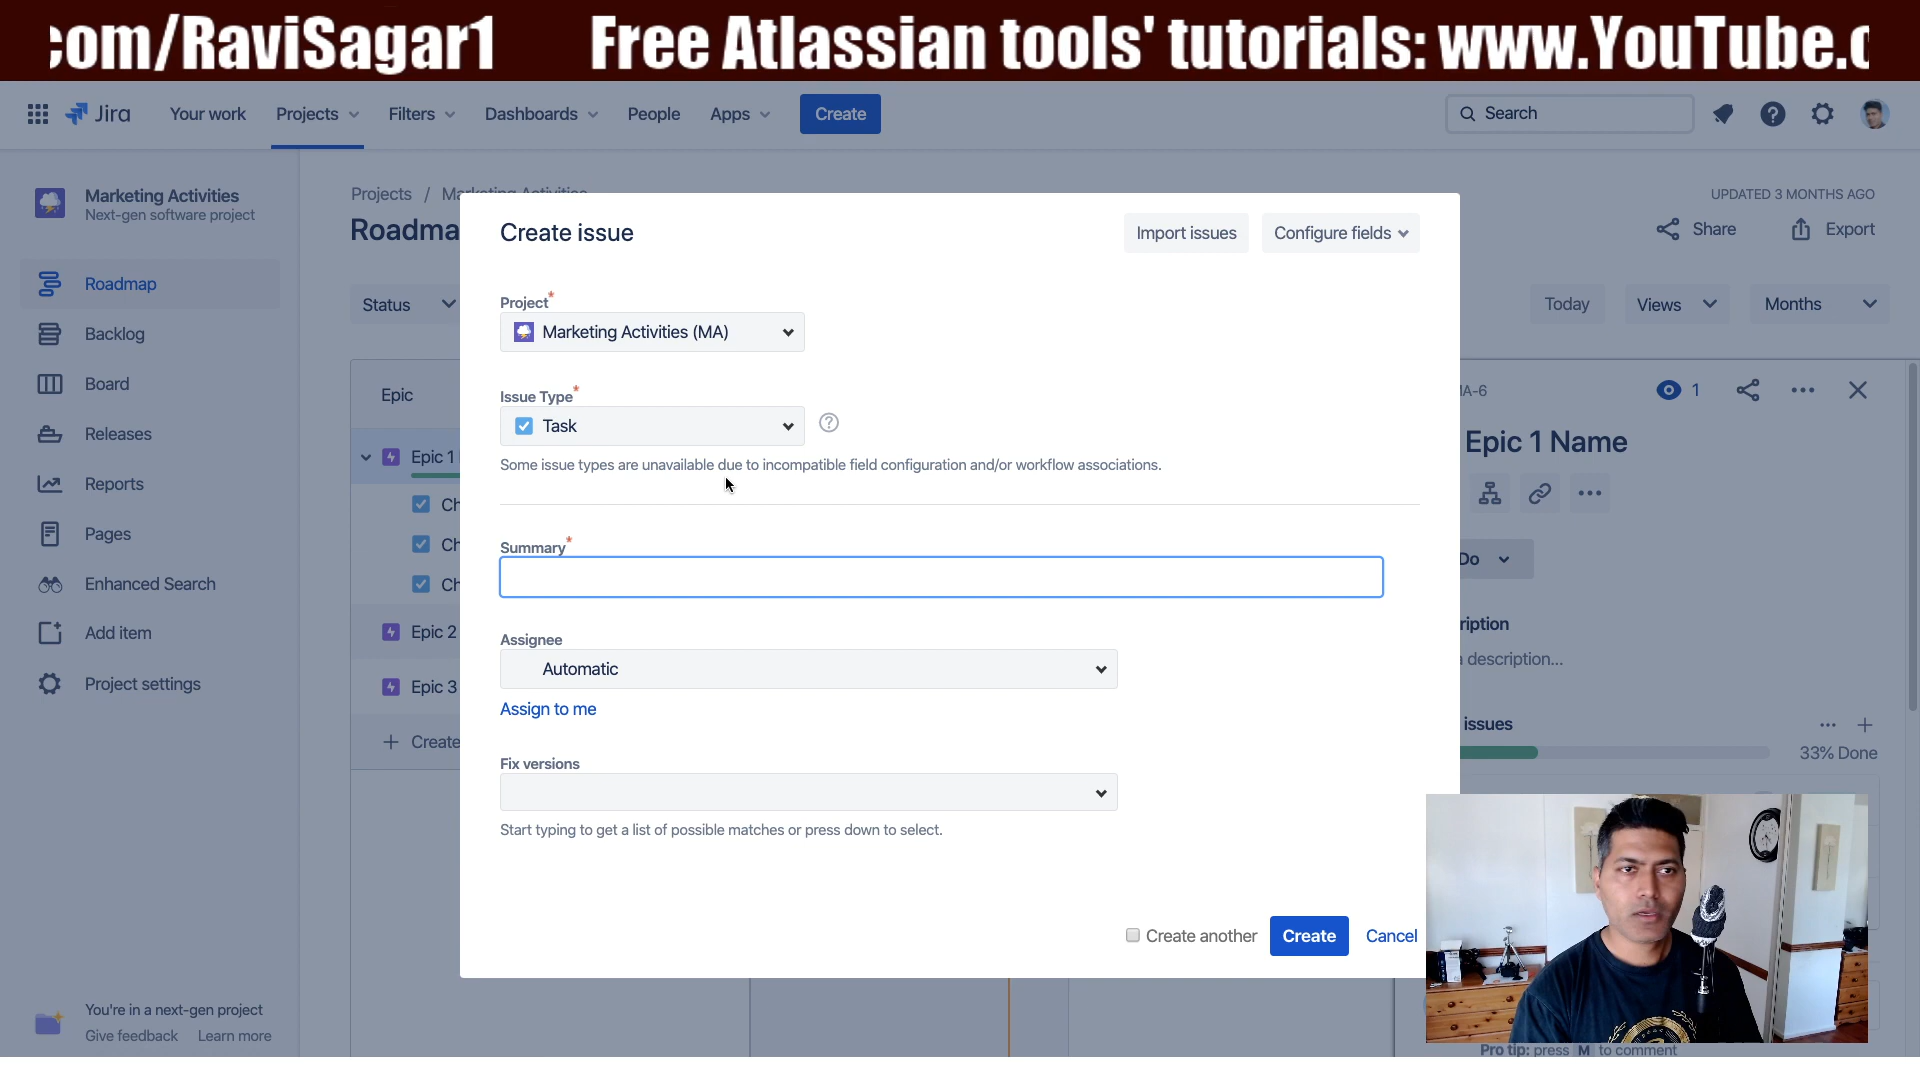 com/RaviSagar1 Free Atlassian tools' tutorials: www.YouTube.c
Jira
Your work
Projects
Filters
Dashboards
People
Apps
Create
Search
Marketing Activities
Next-gen software project
Roadmap
Backlog
Board
Releases
Reports
Pages
Enhanced Search
Add item
Project settings
You're in a next-gen project
Give feedback Learn more
Projects / Marketing Activities
Roadma
UPDATED 3 MONTHS AGO
Share
Export
Status
Today
Views
Months
Epic
Epic 1
Ch
Ch
Ch
Epic 2
Epic 3
+ Create
Create issue
Import issues
Configure fields
Project*
Marketing Activities (MA)
Issue Type*
Task
Some issue types are unavailable due to incompatible field configuration and/or workflow associations.
Summary*
Assignee
Automatic
Assign to me
Fix versions
Start typing to get a list of possible matches or press down to select.
Create another
Create
Cancel
MA-6
1
Epic 1 Name
Do
ription
description...
issues
33% Done
Pro tip: press M to comment